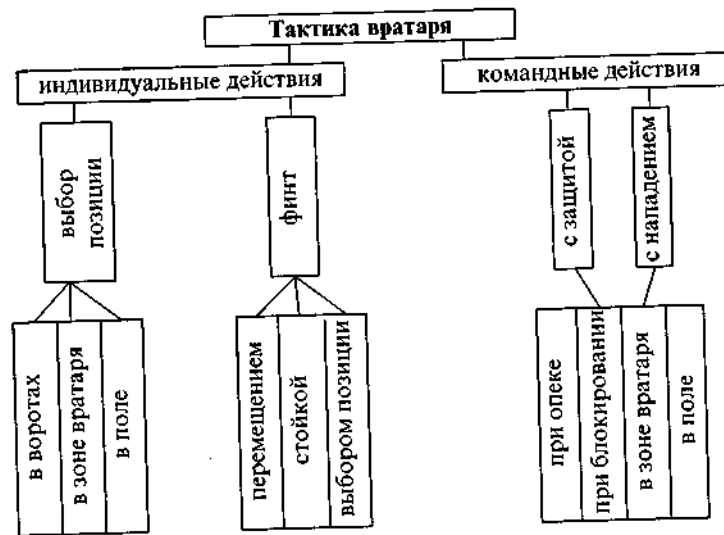 Тактика вратаря
индивидуальные действия
командные действия
выбор
позиции
финт
с защитой
с нападением
в воротах
в зоне вратаря
в поле
перемещением
стойкой
выбором позиции
при опеке
при блокировании
в зоне вратаря
в поле